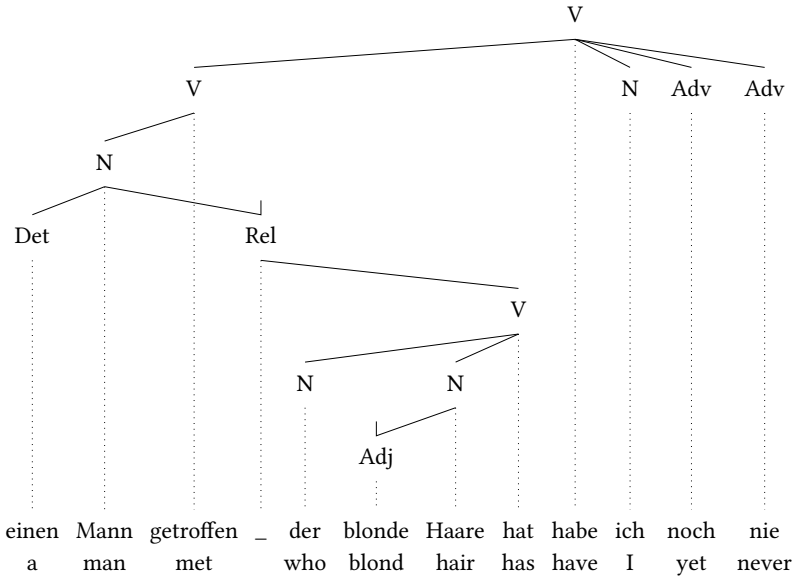 V
V N Adv Adv
N
Det Rel
V
N N
Adj
einen Mann getroffen _ der blonde Haare hat habe ich noch nie
a man met who blond hair has have I yet never